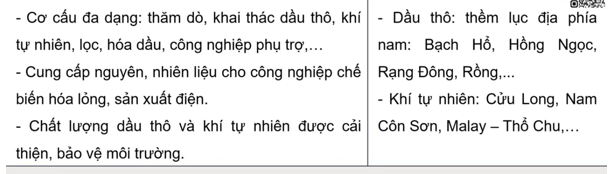 - Cơ cấu đa dạng: thăm dò, khai thác dầu thô, khí
tự nhiên, lọc, hóa dầu, công nghiệp phụ trợ,...
- Cung cấp nguyên, nhiên liệu cho công nghiệp chế
biến hóa lỏng, sản xuất điện.
- Chất lượng dầu thô và khí tự nhiên được cải
thiện, bảo vệ môi trường.
- Dầu thô: thềm lục địa phía
nam: Bạch Hổ, Hồng Ngọc,
Rạng Đông, Rồng,...
- Khí tự nhiên: Cửu Long, Nam
Côn Sơn, Malay – Thổ Chu,...